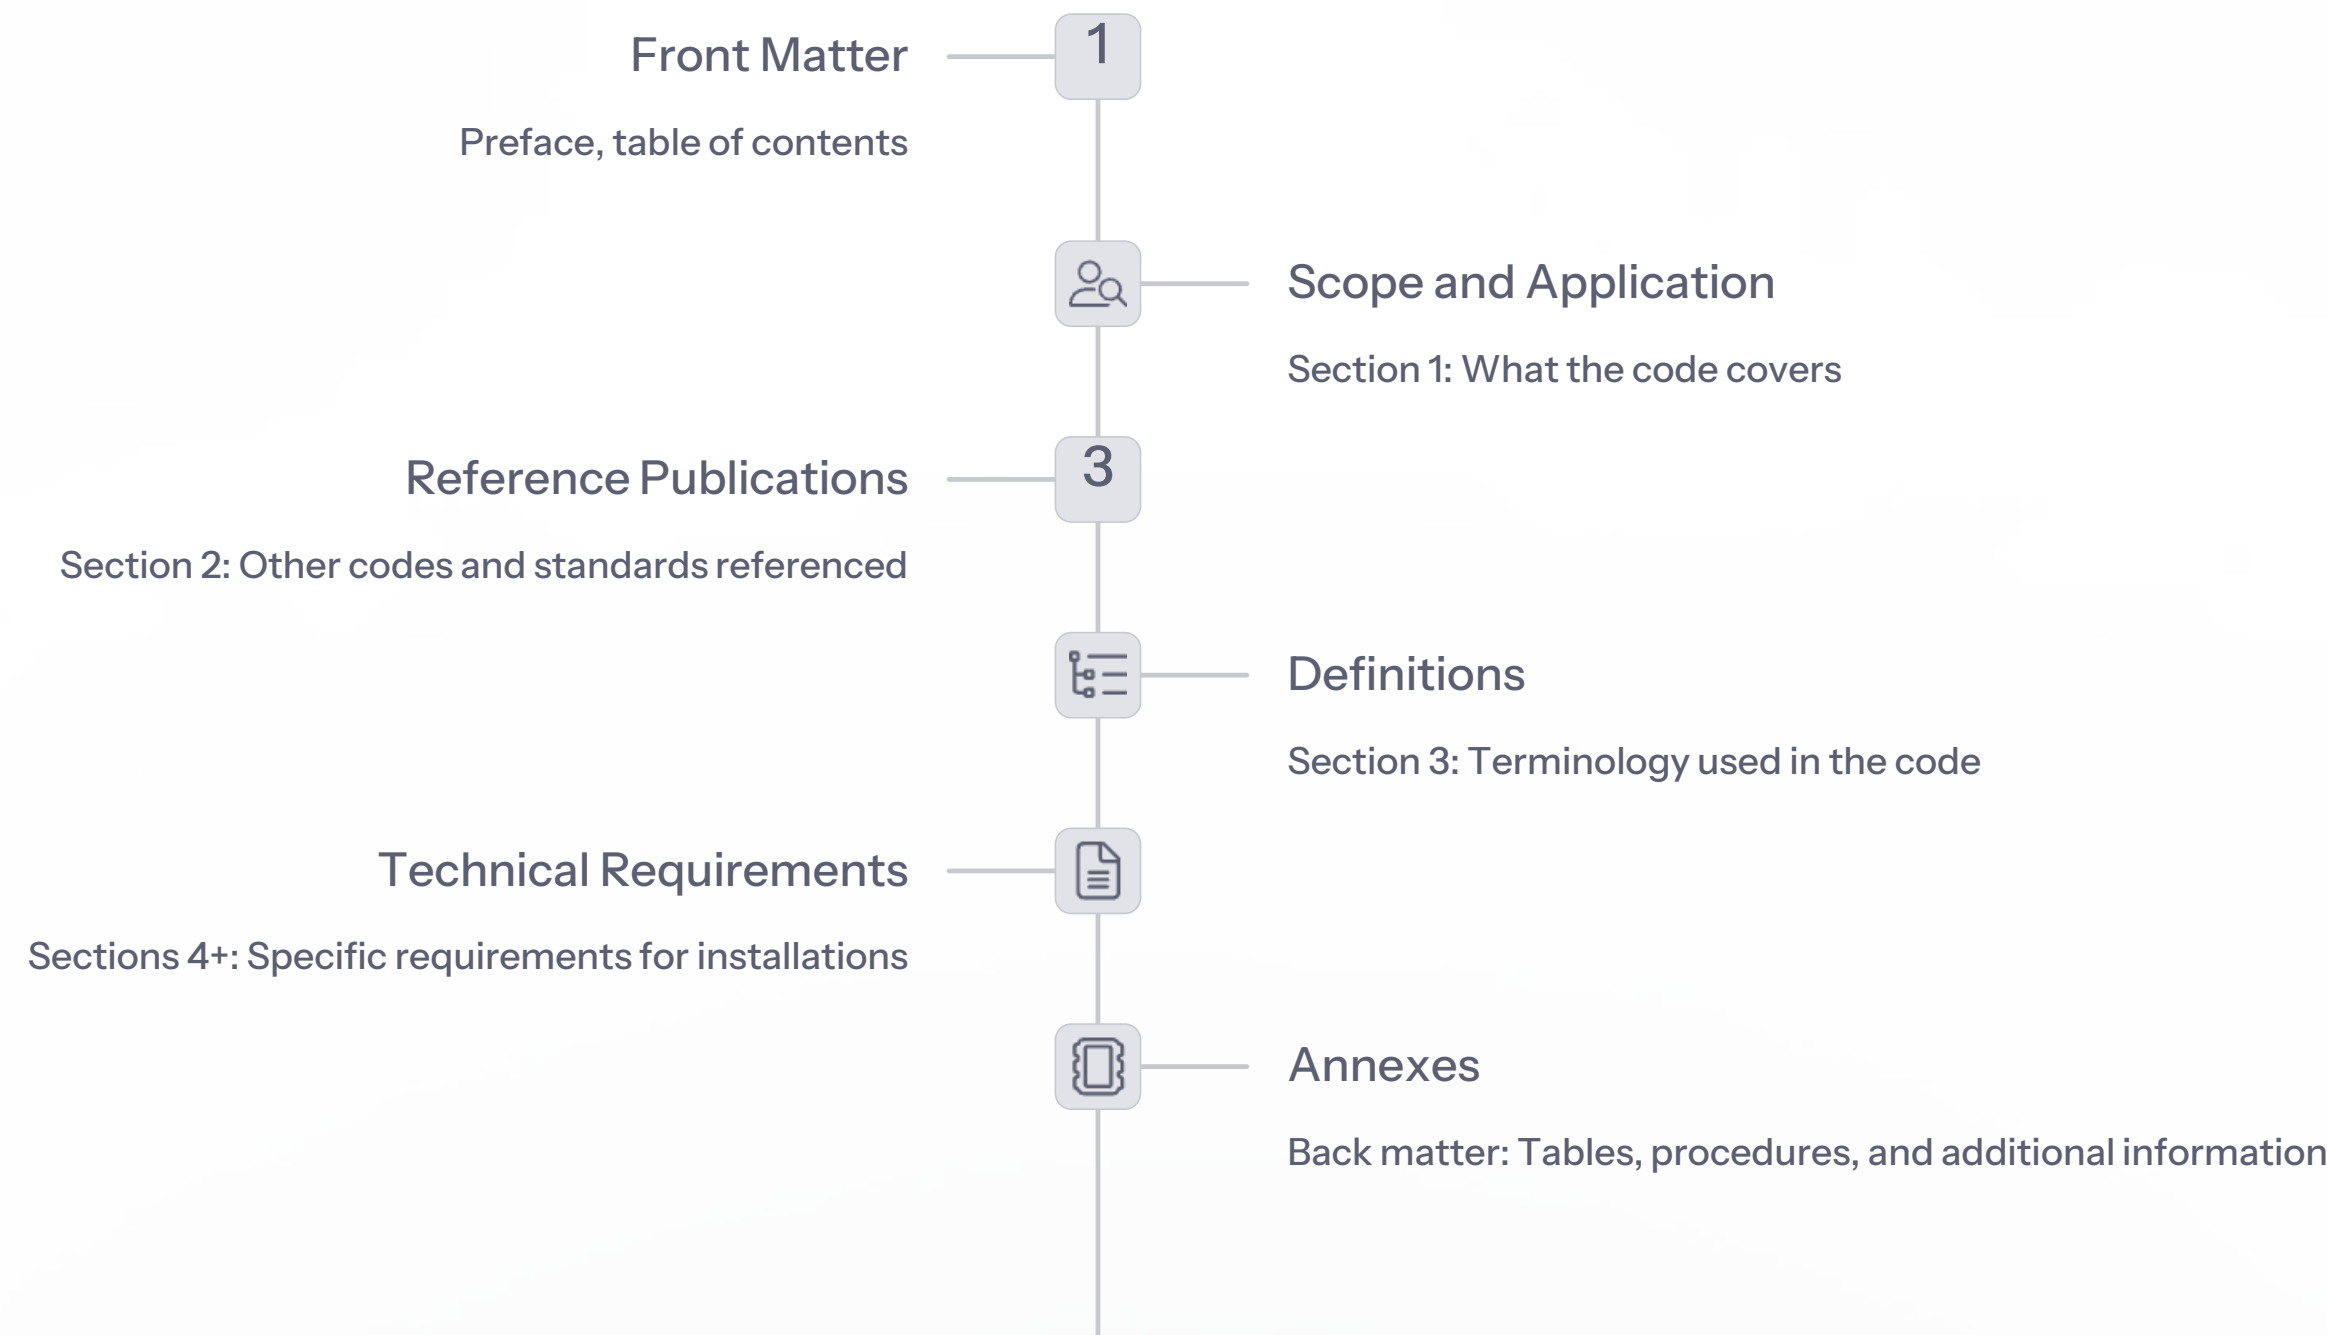 1
Front Matter
Preface, table of contents
Scope and Application
Section 1: What the code covers
3
Reference Publications
Section 2: Other codes and standards referenced
Definitions
Section 3: Terminology used in the code
Technical Requirements
Sections 4+: Specific requirements for installations
Annexes
Back matter: Tables, procedures, and additional information